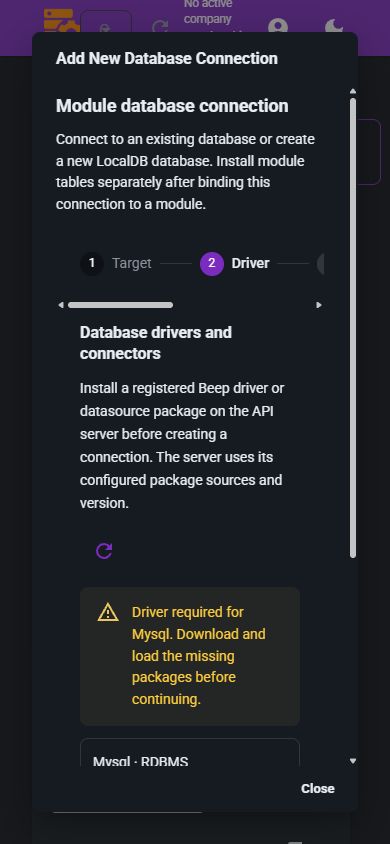 No active
company
Add New Database Connection
Module database connection
Connect to an existing database or create
a new LocalDB database. Install module
tables separately after binding this
connection to a module.
1 Target 2 Driver
Database drivers and
connectors
Install a registered Beep driver or
datasource package on the API
server before creating a
connection. The server uses its
configured package sources and
version.
Driver required for
Mysql. Download and
load the missing
packages before
continuing.
Mysql · RDBMS
Close